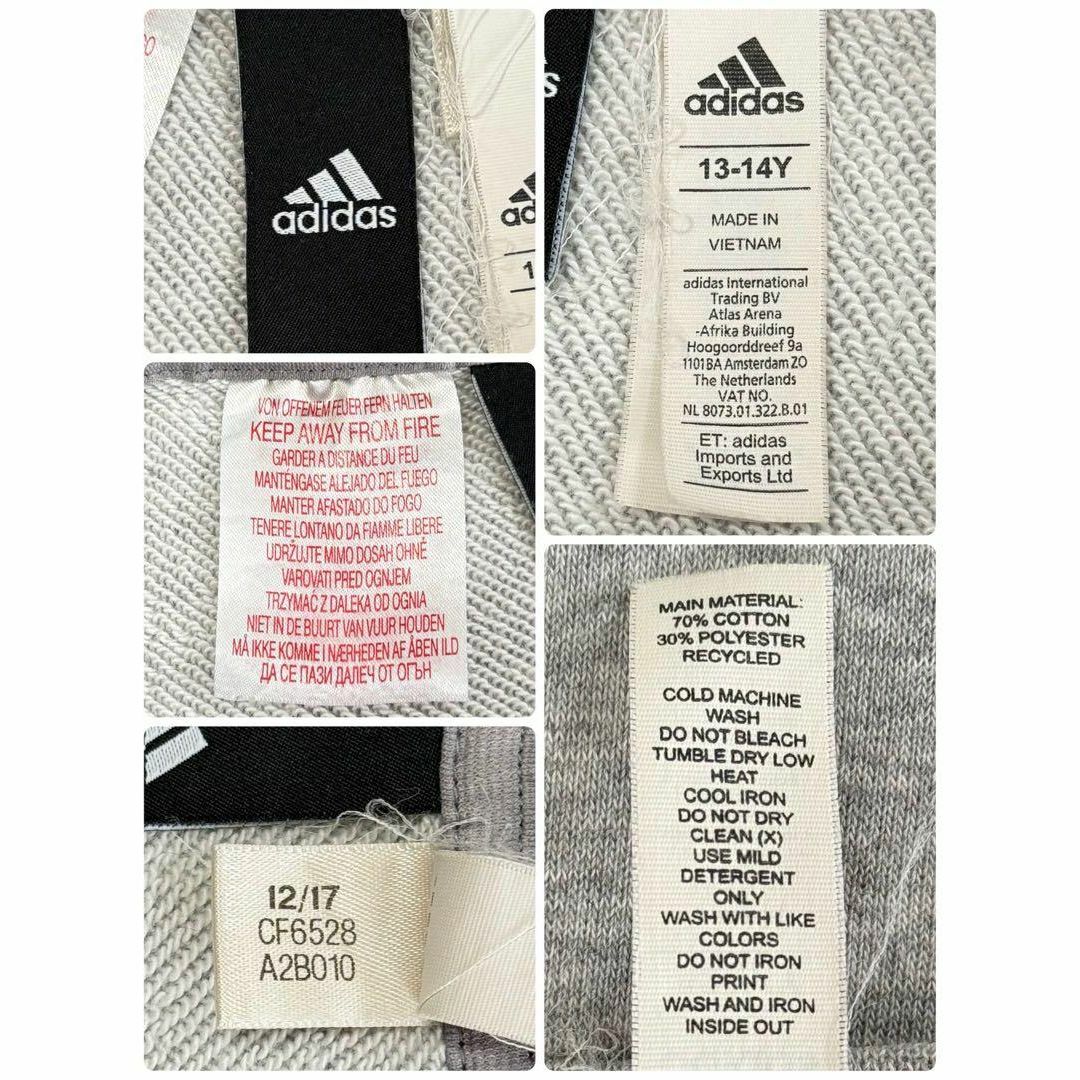 adidas
adidas
13-14Y
MADE IN
VIETNAM
adidas International
Trading BV
Atlas Arena
-Afrika Building
Hoogoorddreef 9a
1101BA Amsterdam ZO
The Netherlands
VAT NO.
NL 8073.01.322.B.01
ET: adidas
Imports and
Exports Ltd
VON OFFENEM FEUER FERN HALTEN
KEEP AWAY FROM FIRE
GARDER A DISTANCE DU FEU
MANTÉNGASE ALEJADO DEL FUEGO
MANTER AFASTADO DO FOGO
TENERE LONTANO DA FIAMME LIBERE
UDRŽUJTE MIMO DOSAH OHNĚ
VAROVATI PRED OGNJEM
TRZYMAĆ Z DALEKA OD OGNIA
NIET IN DE BUURT VAN VUUR HOUDEN
MÅ IKKE KOMME I NÆRHEDEN AF ÅBEN ILD
ДА СЕ ПАЗИ ДАЛЕЧ ОТ ОГЪН
MAIN MATERIAL:
70% COTTON
30% POLYESTER
RECYCLED
COLD MACHINE
WASH
DO NOT BLEACH
TUMBLE DRY LOW
HEAT
COOL IRON
DO NOT DRY
CLEAN (X)
USE MILD
DETERGENT
ONLY
WASH WITH LIKE
COLORS
DO NOT IRON
PRINT
WASH AND IRON
INSIDE OUT
12/17
CF6528
A2B010